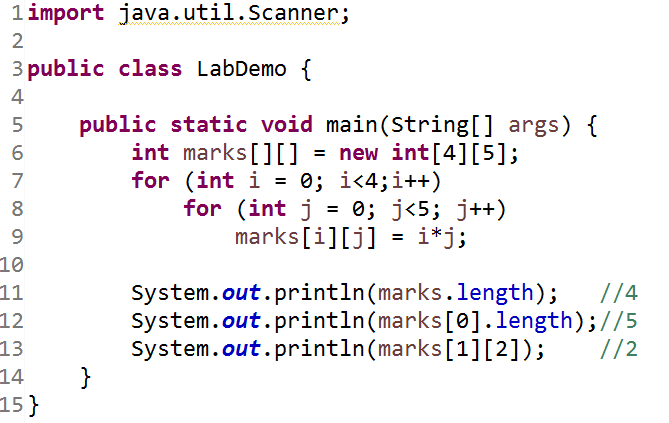 1 import java.util.Scanner;
2
3 public class LabDemo {
4
5     public static void main(String[] args) {
6         int marks[][] = new int[4][5];
7         for (int i = 0; i<4;i++)
8             for (int j = 0; j<5; j++)
9                 marks[i][j] = i*j;
10
11         System.out.println(marks.length);   //4
12         System.out.println(marks[0].length);//5
13         System.out.println(marks[1][2]);    //2
14     }
15 }